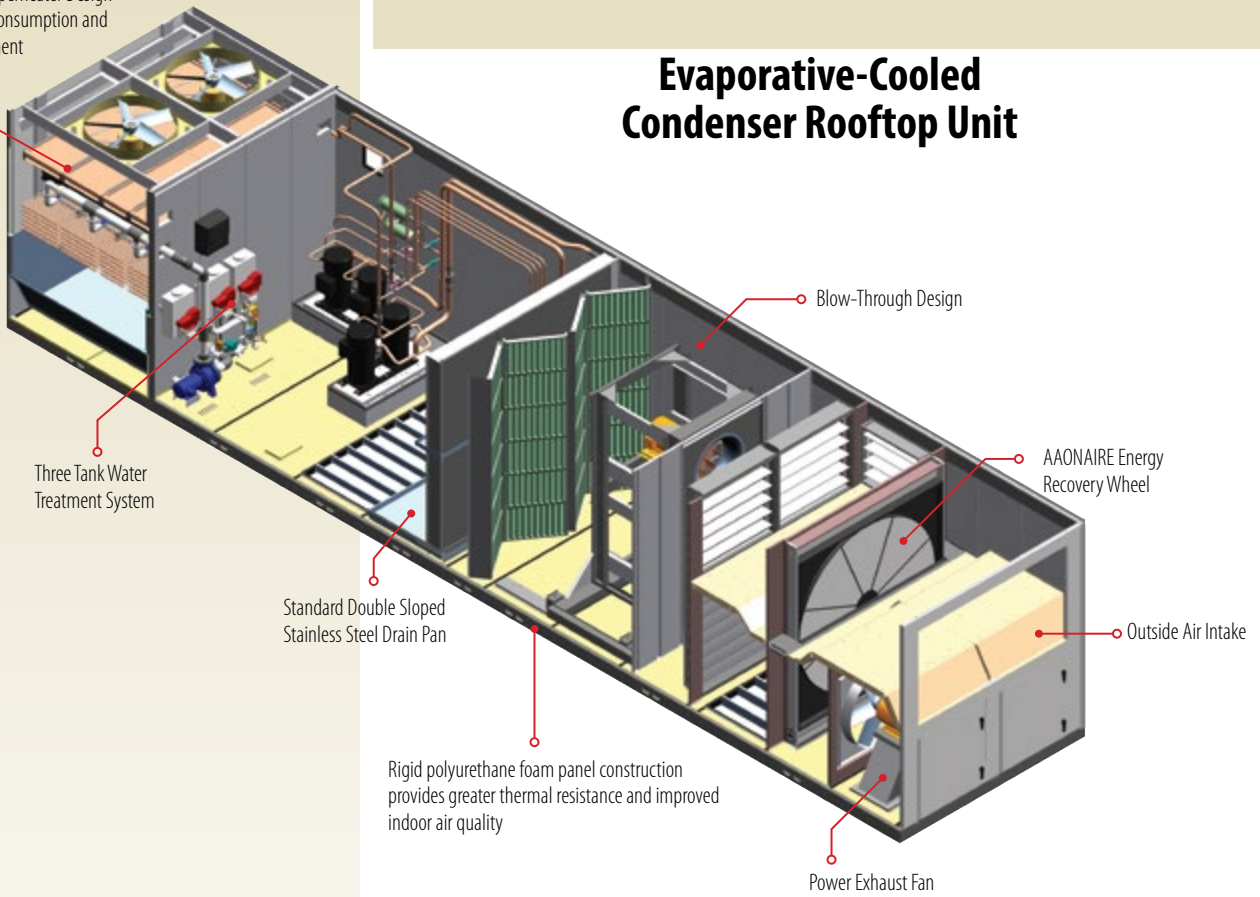 onsumption and
Evaporative-Cooled
Condenser Rooftop Unit
Blow-Through Design
AAONAIRE Energy
Recovery Wheel
Three Tank Water
Treatment System
Standard Double Sloped
Stainless Steel Drain Pan
Outside Air Intake
Rigid polyurethane foam panel construction
provides greater thermal resistance and improved
indoor air quality
Power Exhaust Fan